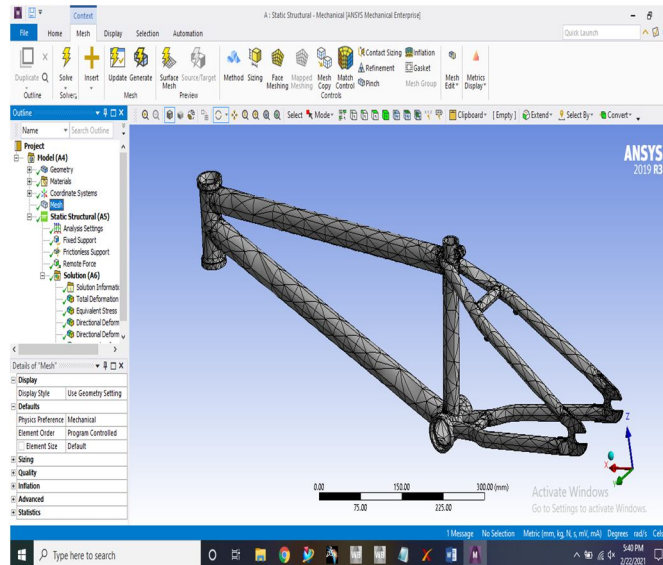 Context
A : Static Structural - Mechanical [ANSYS Mechanical Enterprise]
File Home Mesh Display Selection Automation
Quick Launch
Duplicate Solve Insert Update Generate Surface Mesh Source/Target Method Sizing Face Meshing Mapped Meshing Mesh Copy Match Control Contact Sizing Refinement Pinch Inflation Gasket Mesh Group Mesh Edit Metrics Display
Outline Solver Mesh Preview Controls
Outline
Select Mode Clipboard [Empty] Extend Select By Convert
Name Search Outline
Project
Model (A4)
Geometry
Materials
Coordinate Systems
Mesh
Static Structural (A5)
Analysis Settings
Fixed Support
Frictionless Support
Remote Force
Solution (A6)
Solution Informatic
Total Deformation
Equivalent Stress
Directional Deform
Directional Deform
ANSYS
2019 R3
Details of "Mesh"
Display
Display Style Use Geometry Setting
Defaults
Physics Preference Mechanical
Element Order Program Controlled
Element Size Default
Sizing
Quality
Inflation
Advanced
Statistics
0.00 150.00 300.00 (mm)
75.00 225.00
Z
X
Y
Activate Windows
Go to Settings to activate Windows.
1 Message No Selection Metric (mm, kg, N, s, mV, mA) Degrees rad/s Cels
Type here to search
5:40 PM
2/22/2021